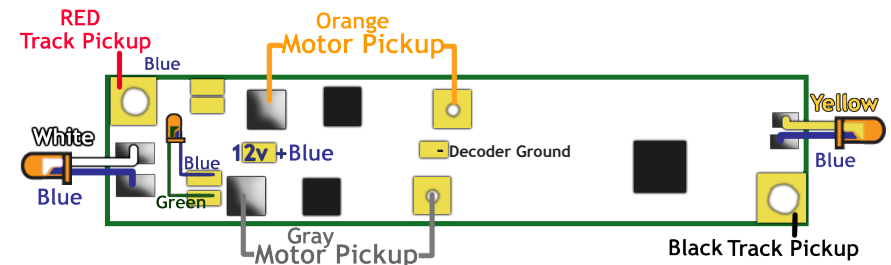 RED
Track Pickup
Orange
Motor Pickup
Blue
Yellow
White
12v +Blue
- Decoder Ground
Blue
Blue
Blue
Green
Gray
Motor Pickup
Black Track Pickup